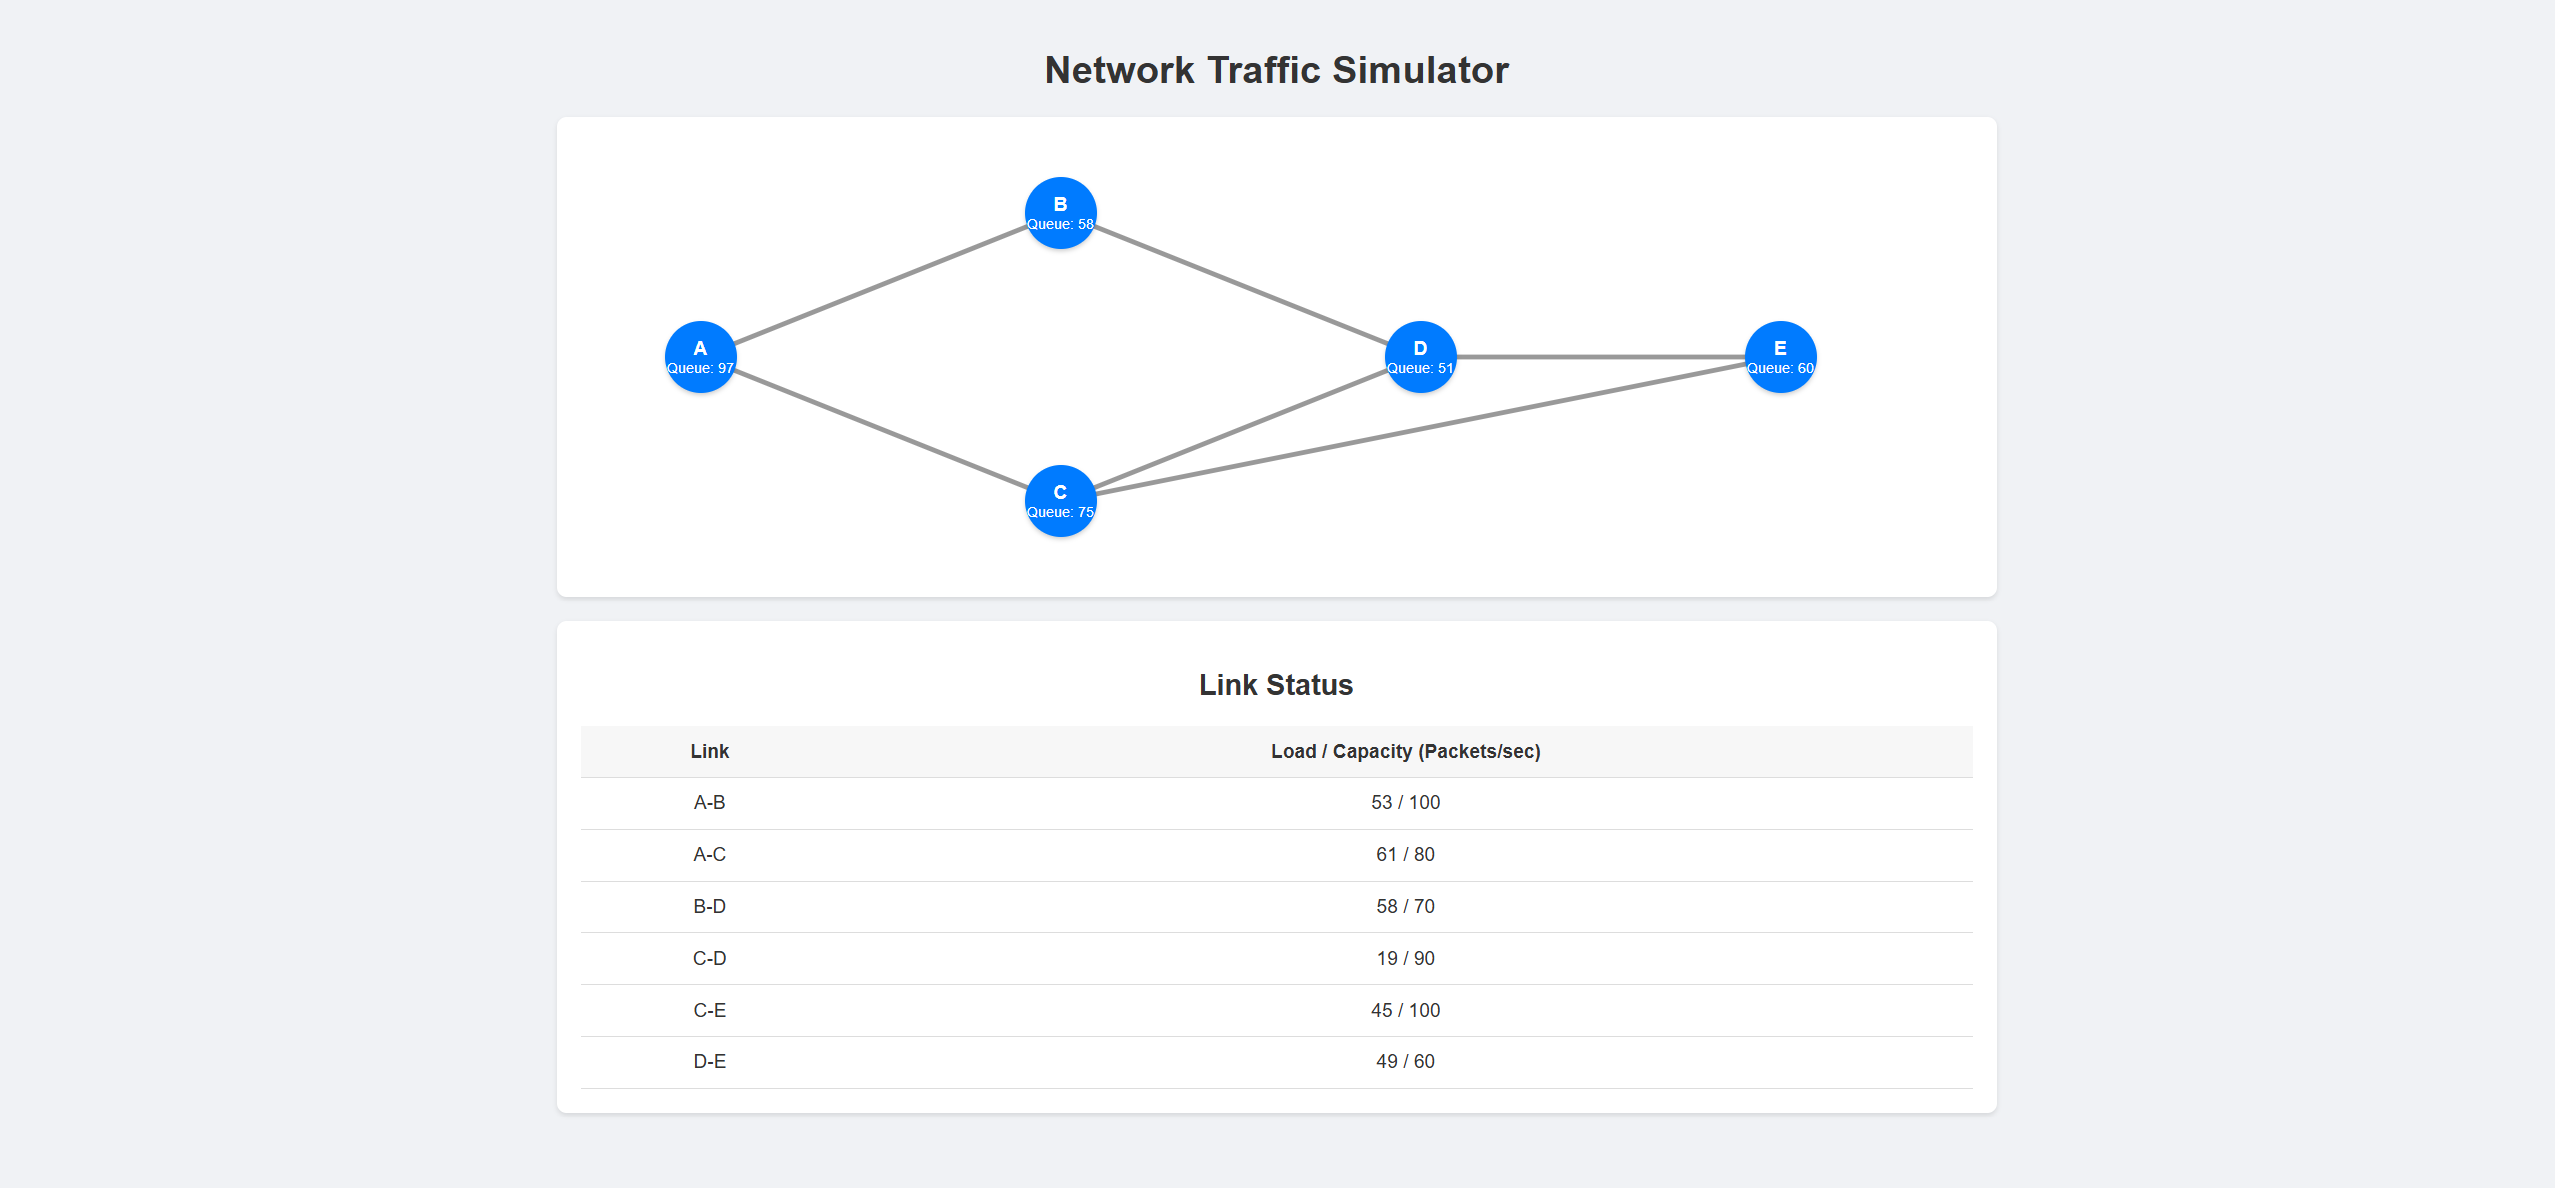 Network Traffic Simulator
B
Queue: 58
A
Queue: 97
D
Queue: 51
E
Queue: 60
C
Queue: 75
Link Status
Link Load / Capacity (Packets/sec)
A-B 53 / 100
A-C 61 / 80
B-D 58 / 70
C-D 19 / 90
C-E 45 / 100
D-E 49 / 60